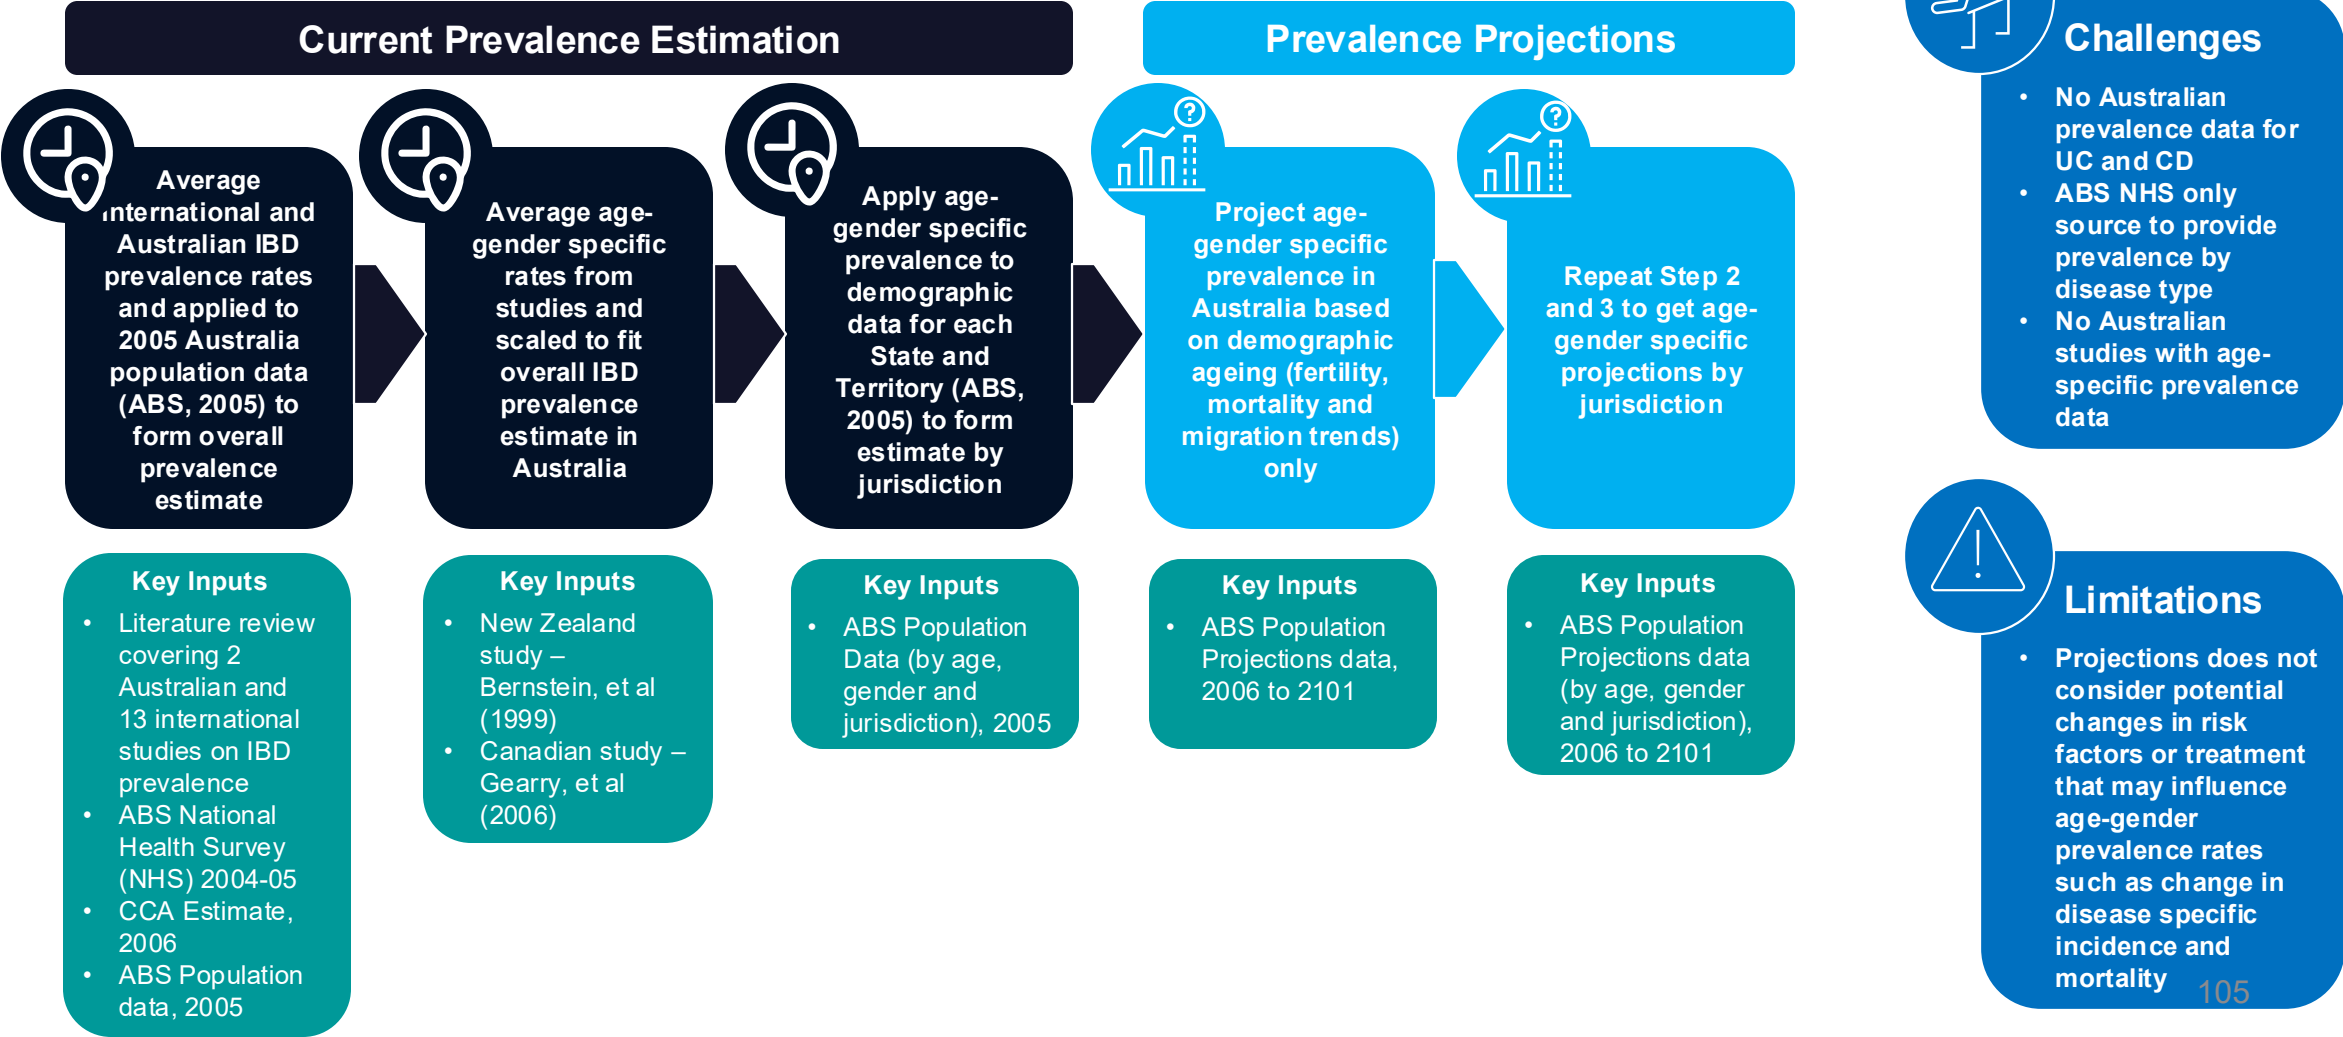 Current Prevalence Estimation
Average
International and
Australian IBD
prevalence rates
and applied to
2005 Australia
population data
(ABS, 2005) to
form overall
prevalence
estimate
Average age-
gender specific
rates from
studies and
scaled to fit
overall IBD
prevalence
estimate in
Australia
Apply age-
gender specific
prevalence to
demographic
data for each
State and
Territory (ABS,
2005) to form
estimate by
jurisdiction
Prevalence Projections
Project age-
gender specific
prevalence in
Australia based
on demographic
ageing (fertility,
mortality and
migration trends)
only
Repeat Step 2
and 3 to get age-
gender specific
projections by
jurisdiction
Key Inputs
• Literature review
covering 2
Australian and
13 international
studies on IBD
prevalence
• ABS National
Health Survey
(NHS) 2004-05
• CCA Estimate,
2006
• ABS Population
data, 2005
Key Inputs
• New Zealand
study –
Bernstein, et al
(1999)
• Canadian study –
Gearry, et al
(2006)
Key Inputs
• ABS Population
Data (by age,
gender and
jurisdiction), 2005
Key Inputs
• ABS Population
Projections data,
2006 to 2101
Key Inputs
• ABS Population
Projections data
(by age, gender
and jurisdiction),
2006 to 2101
Challenges
• No Australian
prevalence data for
UC and CD
• ABS NHS only
source to provide
prevalence by
disease type
• No Australian
studies with age-
specific prevalence
data
Limitations
• Projections does not
consider potential
changes in risk
factors or treatment
that may influence
age-gender
prevalence rates
such as change in
disease specific
incidence and
mortality
105